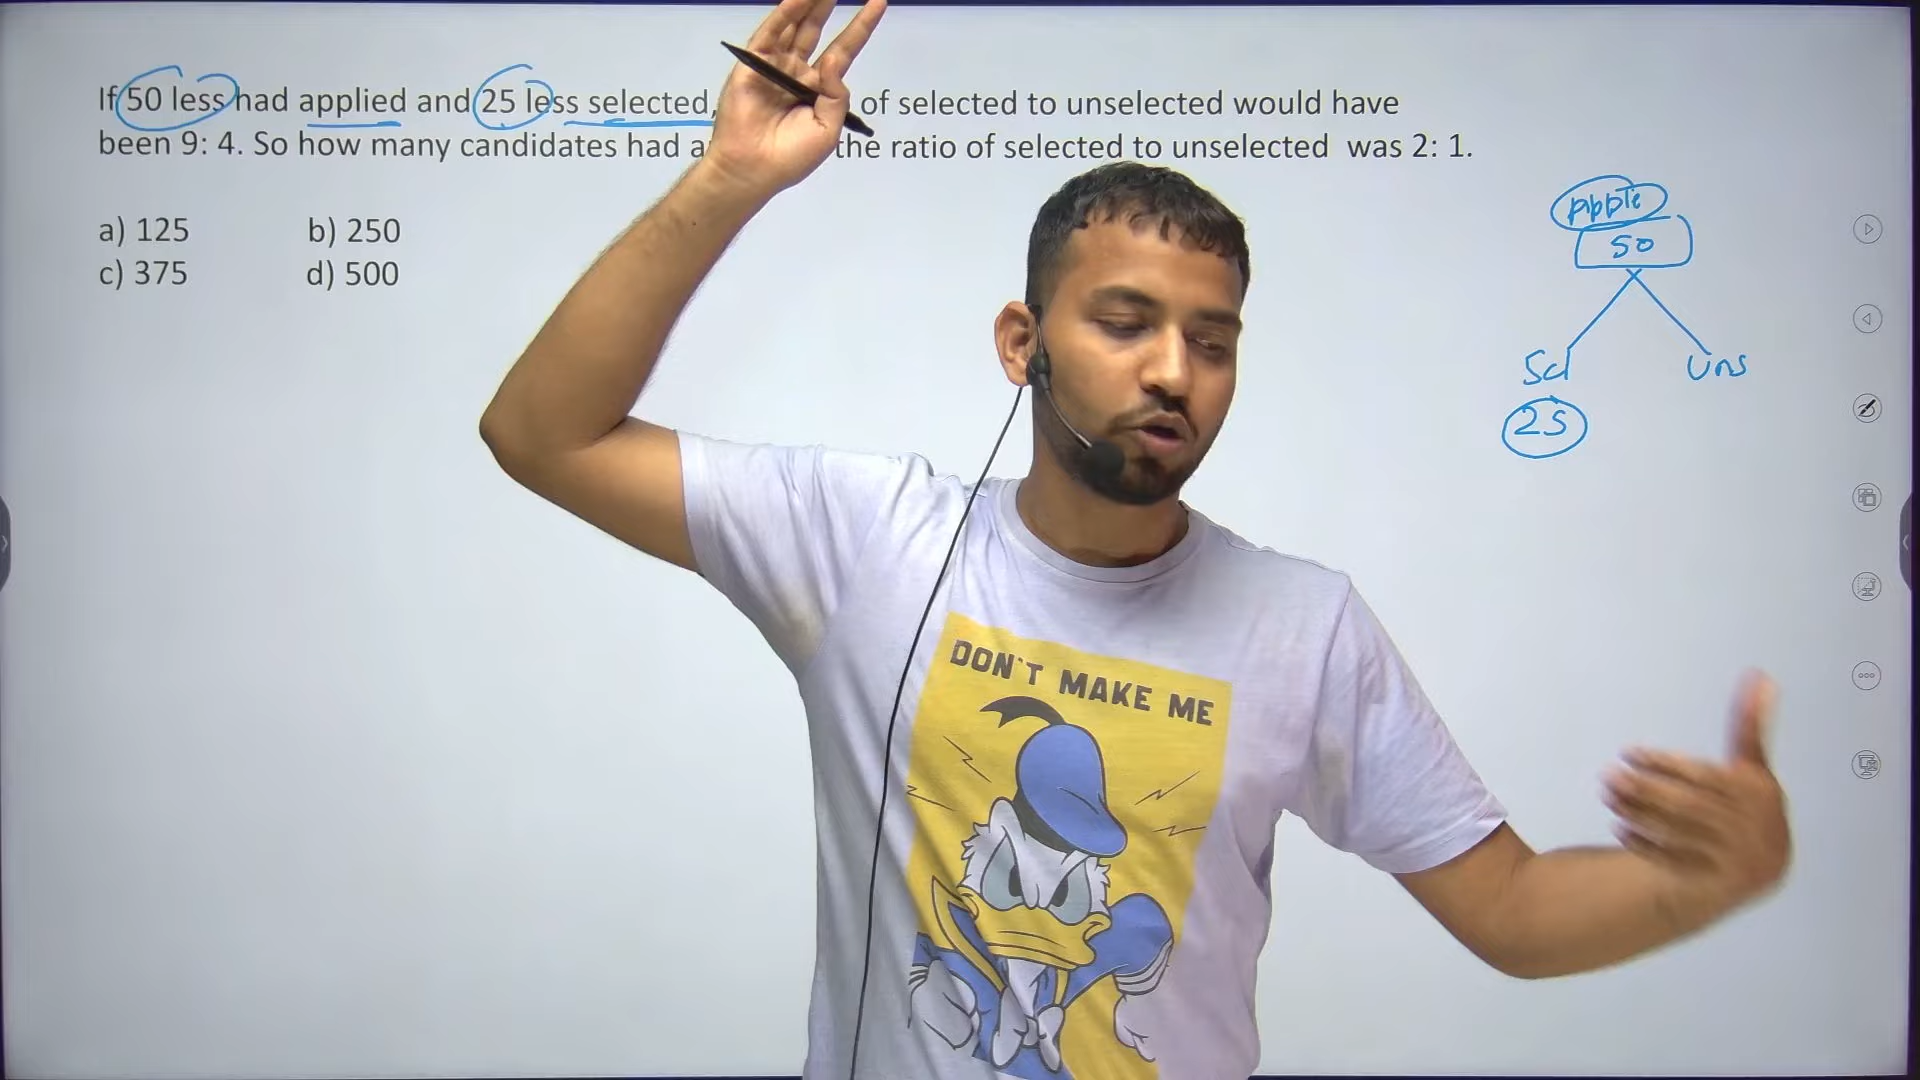 If 50 less had applied and 25 less selected, of selected to unselected would have
been 9: 4. So how many candidates had a the ratio of selected to unselected was 2: 1.
a) 125 b) 250
c) 375 d) 500
50
Sel Uns
25
DON'T MAKE ME